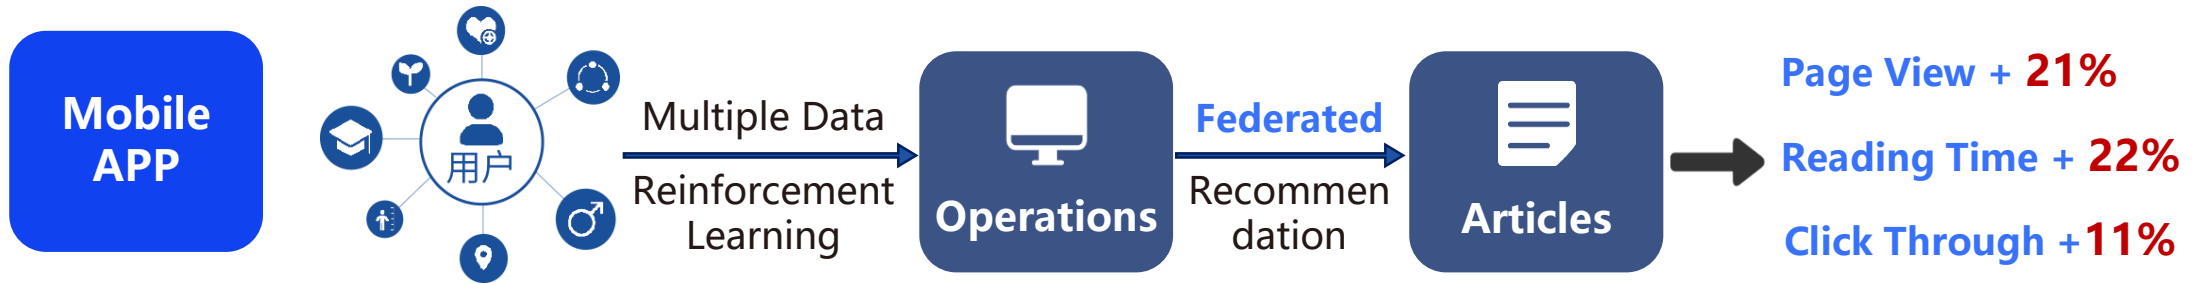 Mobile
APP
用户
Multiple Data
Reinforcement
Learning
Operations
Federated
Recommen
dation
Articles
Page View + 21%
Reading Time + 22%
Click Through +11%